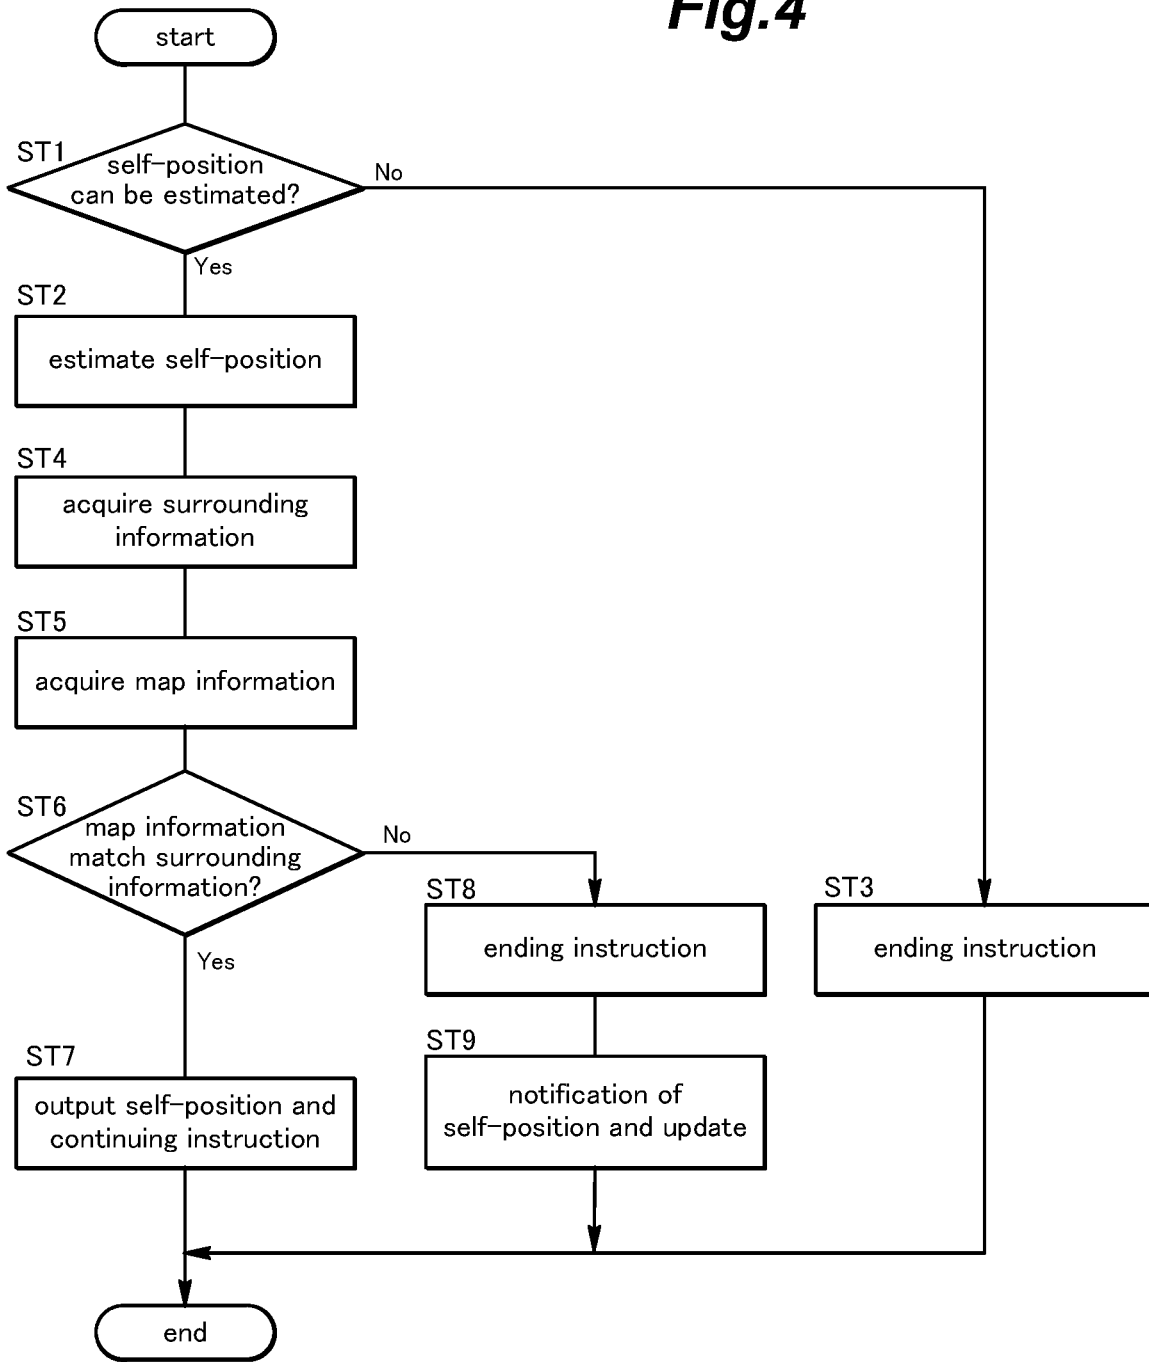 Fig.4
start
ST1
self-position
can be estimated?
No
Yes
ST2
estimate self-position
ST4
acquire surrounding
information
ST5
acquire map information
ST6
map information
match surrounding
information?
No
Yes
ST8
ending instruction
ST3
ending instruction
ST9
notification of
self-position and update
ST7
output self-position and
continuing instruction
end